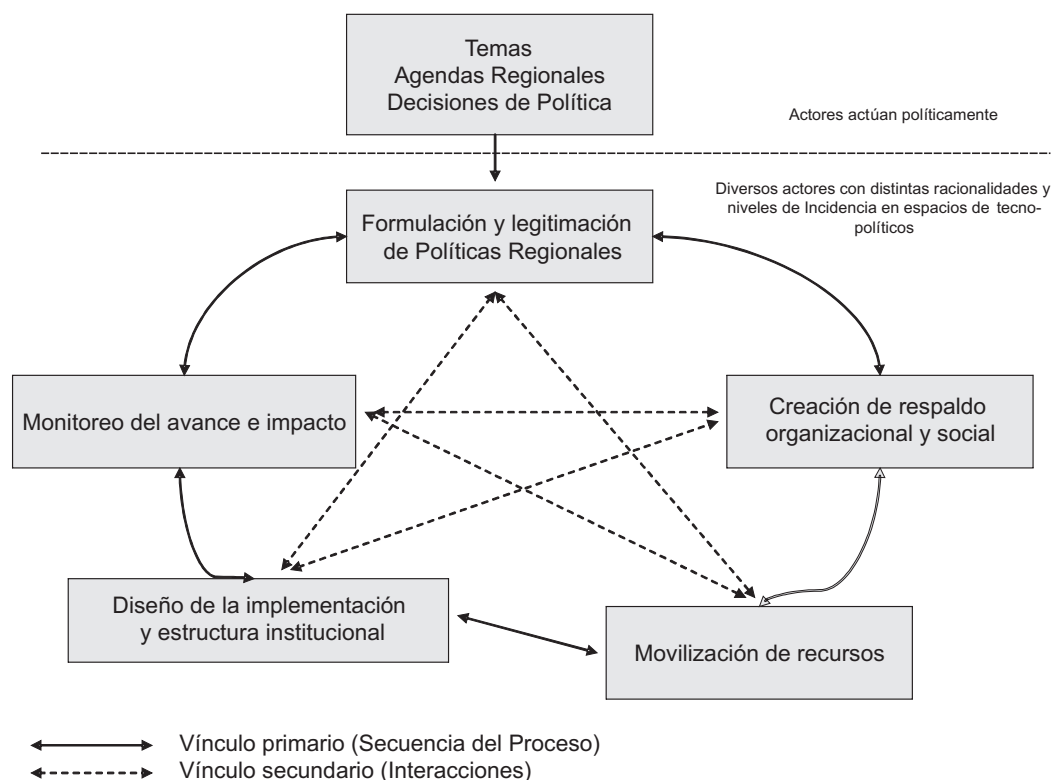 Temas
Agendas Regionales
Decisiones de Política
Actores actúan políticamente
Diversos actores con distintas racionalidades y
niveles de Incidencia en espacios de tecno-
políticos
Formulación y legitimación
de Políticas Regionales
Monitoreo del avance e impacto
Creación de respaldo
organizacional y social
Diseño de la implementación
y estructura institucional
Movilización de recursos
Vínculo primario (Secuencia del Proceso)
Vínculo secundario (Interacciones)